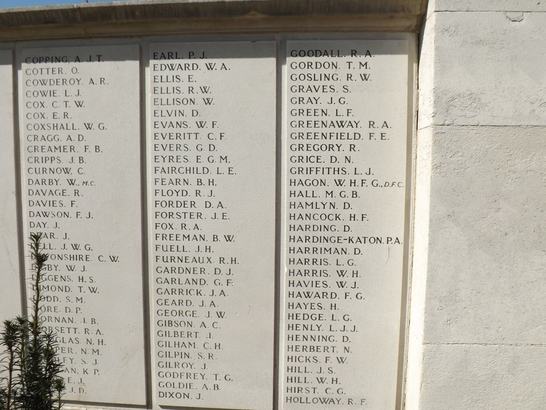 COPPING. A. J. T.
COTTER. O.
COWDEROY. A. R.
COWIE. L. J.
COX. C. T. W.
COX. E. R.
COXSHALL. W. G.
CRAGG. A. D.
CREAMER. F. B.
CRIPPS. J. B.
CURNOW. C.
DARBY. W., M.C.
DAVAGE. R.
DAVIES. F.
DAWSON. F. J.
DAY. J.
J.
J. W. G.
C. W.
W. J.
H. S.
T. W.
S. M.
D. P.
J. B.
R. A.
N. H.
N. M.
S. J.
K. P.
E. J.
J. D.
EARL. P. J.
EDWARD. W. A.
ELLIS. E.
ELLIS. R. W.
ELLISON. W.
ELVIN. D.
EVANS. W. F.
EVERITT. C. F.
EVERS. G. D.
EYRES. E. G. M.
FAIRCHILD. L. E.
FEARN. B. H.
FLOYD. R. J.
FORDER. D. A.
FORSTER. J. E.
FOX. R. A.
FREEMAN. B. W.
FUELL. J. H.
FURNEAUX. R. H.
GARDNER. D. J.
GARLAND. G. F.
GARRICK. J. A.
GEARD. J. A.
GEORGE. J. W.
GIBSON. A. C.
GILBERT. J.
GILHAM. C. H.
GILPIN. S. R.
GILROY. J.
GODFREY. T. G.
GOLDIE. A. B.
DIXON. J.
GOODALL. R. A.
GORDON. T. M.
GOSLING. R. W.
GRAVES. S.
GRAY. J. G.
GREEN. L. F.
GREENAWAY. R. A.
GREENFIELD. F. E.
GREGORY. R.
GRICE. D. N.
GRIFFITHS. L. J.
HAGON. W. H. F. G., D.F.C.
HALL. M. G. B.
HAMLYN. D.
HANCOCK. H. F.
HARDING. D.
HARDINGE-KATON. P. A.
HARRIMAN. D.
HARRIS. L. G.
HARRIS. W. H.
HAVIES. W. J.
HAWARD. F. G.
HAYES. H.
HEDGE. L. G.
HENLY. L. J. J.
HENNING. D.
HERBERT. N.
HICKS. F. W.
HILL. J. S.
HILL. W. H.
HIRST. C. G.
HOLLOWAY. R. F.